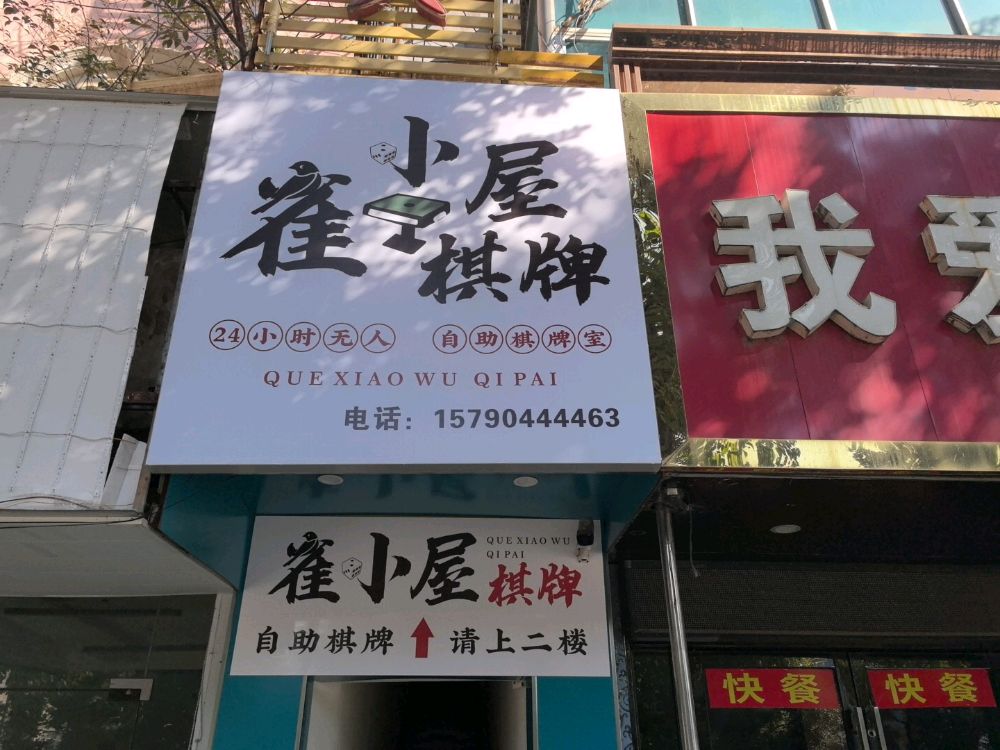 雀小屋
棋牌
24小时无人 自助棋牌室
QUE XIAO WU QI PAI
电话：15790444463
雀小屋
QUE XIAO WU
QI PAI
棋牌
自助棋牌 请上二楼
我
快餐 快餐